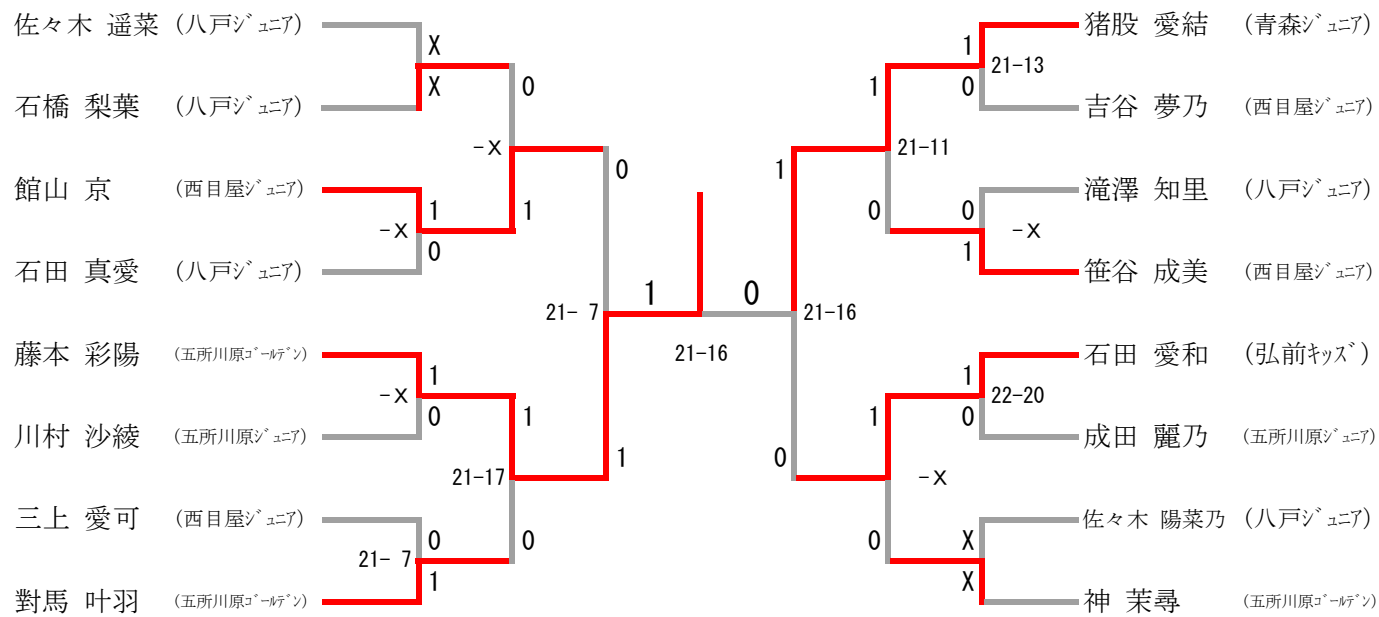 佐々木 遥菜 (八戸ジュニア)
X
X
石橋 梨葉 (八戸ジュニア)
0
-X
館山 京 (西目屋ジュニア)
1
-X
0
1
石田 真愛 (八戸ジュニア)
0
21- 7
藤本 彩陽 (五所川原ゴールデン)
1
-X
0
1
川村 沙綾 (五所川原ジュニア)
21-17
1
三上 愛可 (西目屋ジュニア)
0
21- 7
1
0
對馬 叶羽 (五所川原ゴールデン)
1 0
21-16
猪股 愛結 (青森ジュニア)
1
21-13
0
1
吉谷 夢乃 (西目屋ジュニア)
21-11
1
滝澤 知里 (八戸ジュニア)
0
-X
1
0
笹谷 成美 (西目屋ジュニア)
21-16
石田 愛和 (弘前キッズ)
1
22-20
0
1
成田 麗乃 (五所川原ジュニア)
0
-X
佐々木 陽菜乃 (八戸ジュニア)
X
0
X
神 茉尋 (五所川原ゴールデン)